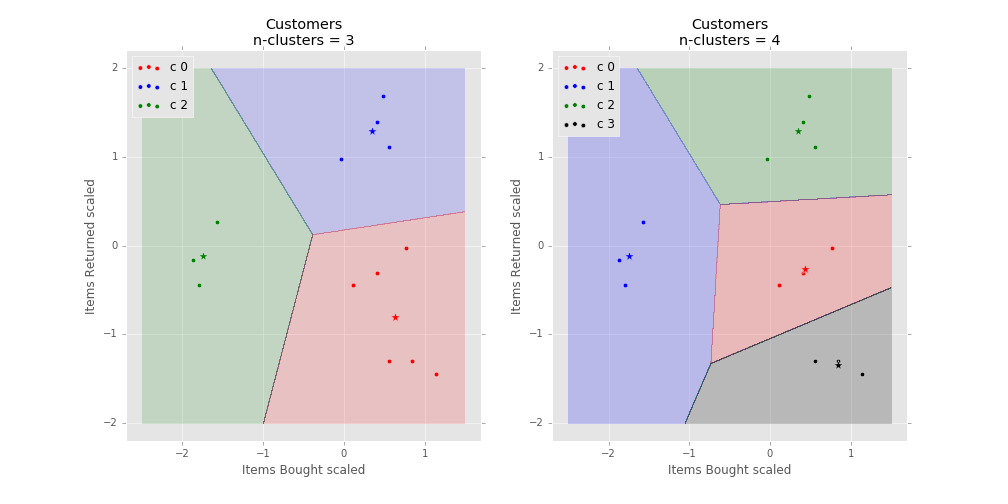 Customers
n-clusters = 3
c 0
c 1
c 2
2
1
0
−1
−2
Items Returned scaled
−2
−1
0
1
Items Bought scaled
Customers
n-clusters = 4
c 0
c 1
c 2
c 3
2
1
0
−1
−2
Items Returned scaled
−2
−1
0
1
Items Bought scaled